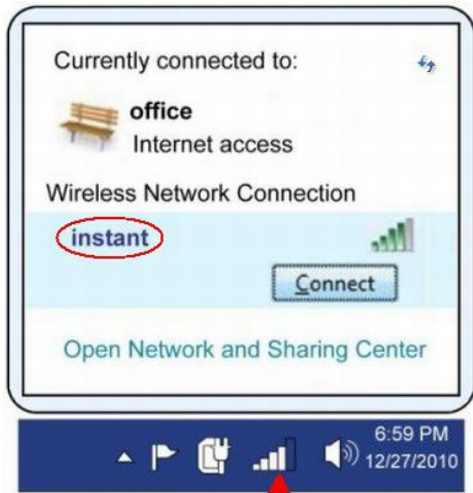 Currently connected to:
office
Internet access
Wireless Network Connection
instant
Connect
Open Network and Sharing Center
6:59 PM
12/27/2010